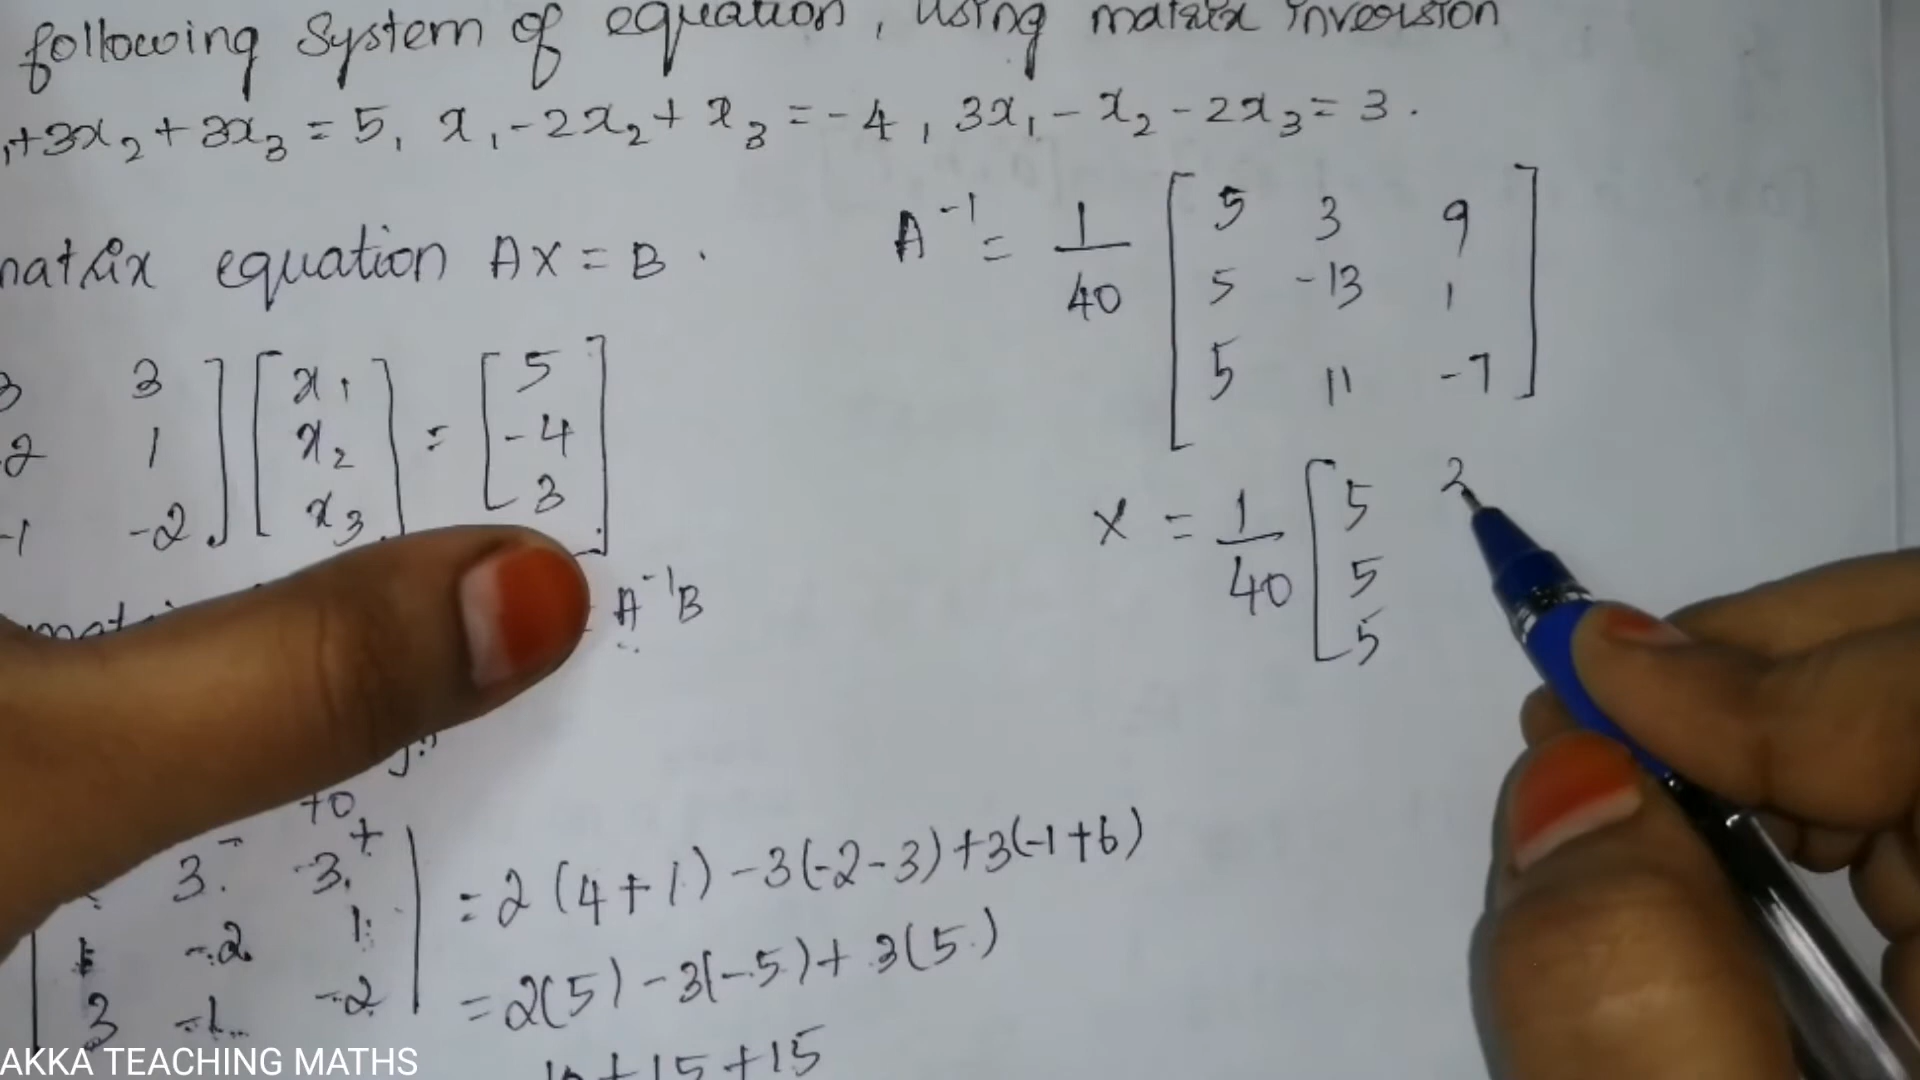 following System of equation, using matrix inversion
+3x₂ + 3x₃ = 5, x₁ - 2x₂ + x₃ = -4, 3x₁ - x₂ - 2x₃ = 3.
matrix equation AX = B.
3 3 ] [ x₁ ] = [ 5 ]
-2 1 ] [ x₂ ] = [ -4 ]
-1 -2 ] [ x₃ ] = [ 3 ]
A⁻¹B
+
3 3
1 -2 1
3 -1 -2
= 2 (4+1) -3(-2-3) +3(-1+6)
= 2(5) -3(-5) + 3(5)
+15+15
A⁻¹ = 1/40 [ 5 3 9
5 -13 1
5 11 -7 ]
X = 1/40 [ 5
5
5
AKKA TEACHING MATHS